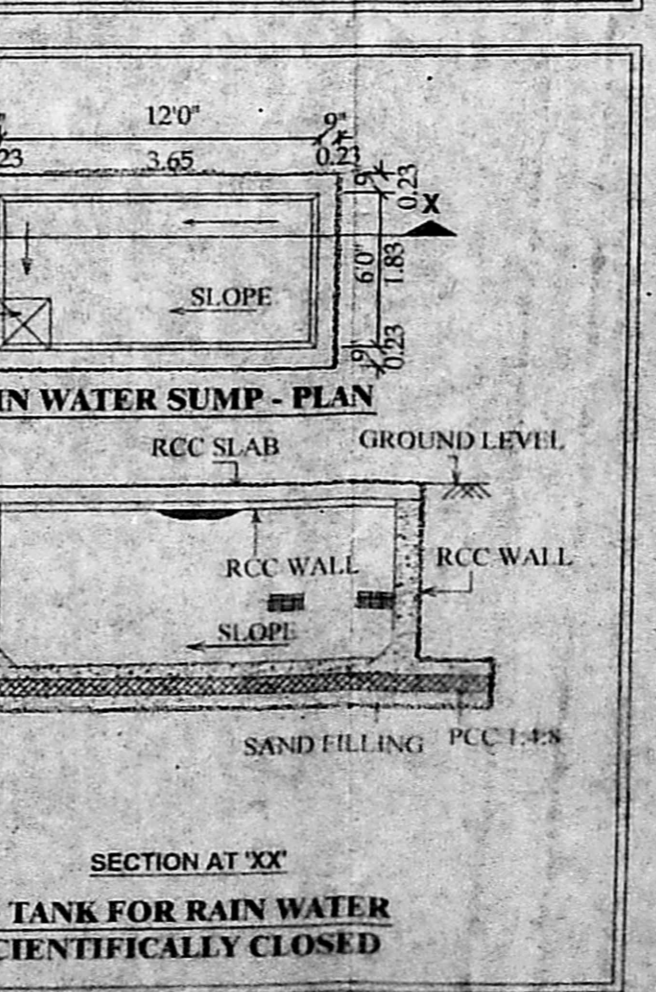 12'0" 9"
23 3.65 0.23
9" 0.23
X
6'0" 1.83
SLOPE
9" 0.23
IN WATER SUMP - PLAN
RCC SLAB GROUND LEVEL
RCC WALL RCC WALL
SLOPE
SAND FILLING PCC 1:4:8
SECTION AT 'XX'
TANK FOR RAIN WATER
CIENTIFICALLY CLOSED